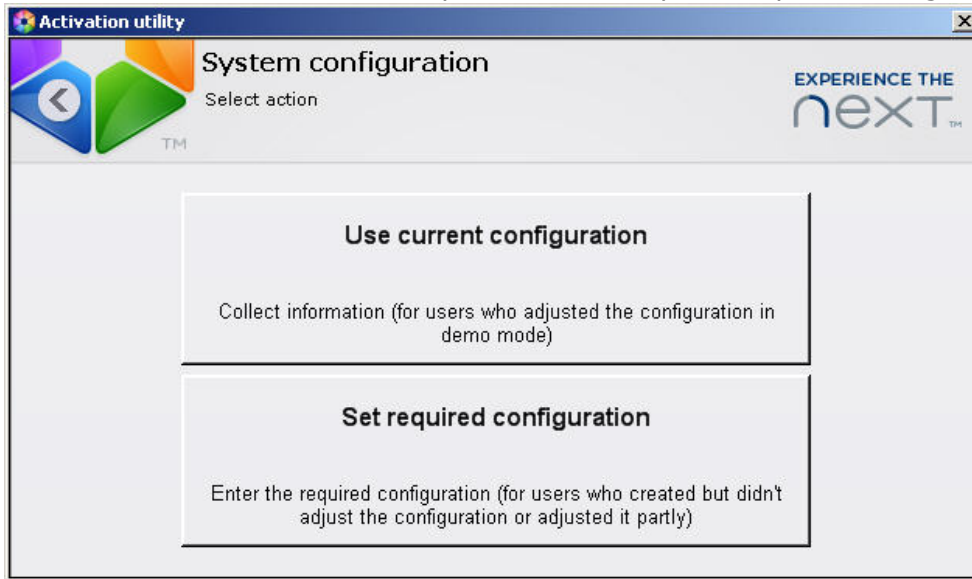 Activation utility
System configuration
Select action
EXPERIENCE THE
next™
TM
Use current configuration
Collect information (for users who adjusted the configuration in
demo mode)
Set required configuration
Enter the required configuration (for users who created but didn't
adjust the configuration or adjusted it partly)